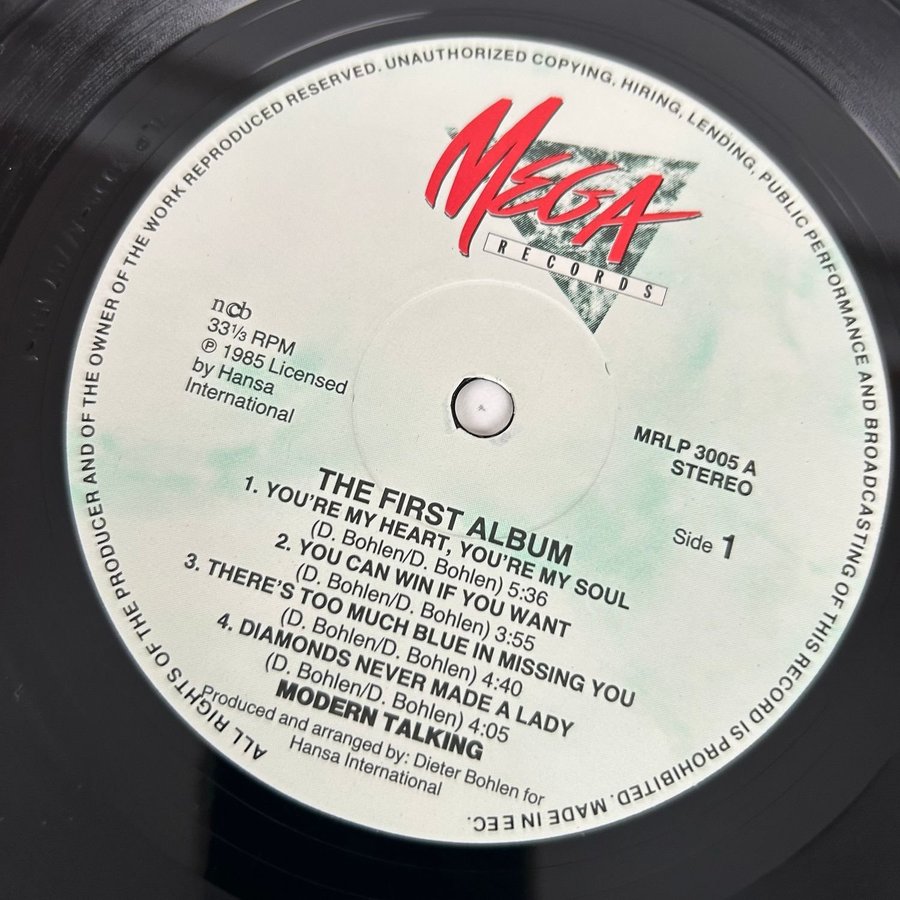 ALL RIGHTS OF THE PRODUCER AND OF THE OWNER OF THE WORK REPRODUCED RESERVED. UNAUTHORIZED COPYING, HIRING, LENDING, PUBLIC PERFORMANCE AND BROADCASTING OF THIS RECORD IS PROHIBITED. MADE IN EEC.
MEGA
RECORDS
ncb
33⅓ RPM
℗ 1985 Licensed
by Hansa
International
MRLP 3005 A
STEREO
Side 1
THE FIRST ALBUM
1. YOU'RE MY HEART, YOU'RE MY SOUL
(D. Bohlen/D. Bohlen) 5:36
2. YOU CAN WIN IF YOU WANT
(D. Bohlen/D. Bohlen) 3:55
3. THERE'S TOO MUCH BLUE IN MISSING YOU
(D. Bohlen/D. Bohlen) 4:40
4. DIAMONDS NEVER MADE A LADY
(D. Bohlen/D. Bohlen) 4:05
MODERN TALKING
Produced and arranged by: Dieter Bohlen for
Hansa International